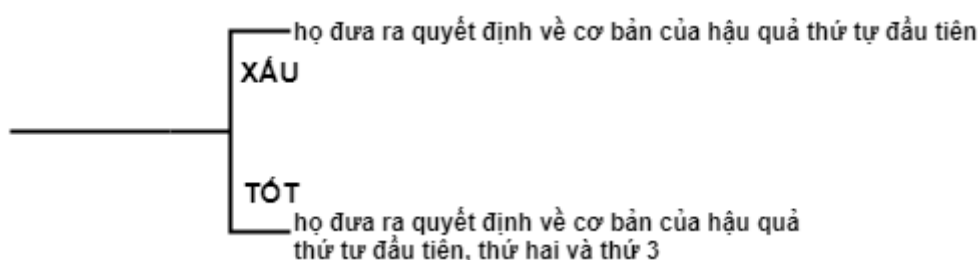 họ đưa ra quyết định về cơ bản của hậu quả thứ tự đầu tiên
XẤU
TỐT
họ đưa ra quyết định về cơ bản của hậu quả
thứ tự đầu tiên, thứ hai và thứ 3